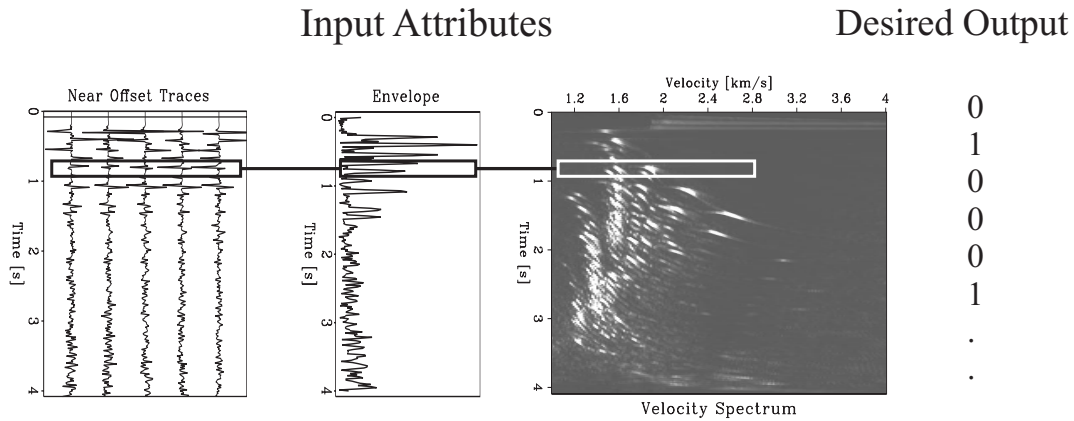 Input Attributes
Desired Output
Near Offset Traces
0
1
2
3
4
Time [s]
Envelope
0
1
2
3
4
Time [s]
Velocity [km/s]
1.2 1.6 2 2.4 2.8 3.2 3.6 4
0
1
2
3
4
Time [s]
Velocity Spectrum
0
1
0
0
0
1
.
.